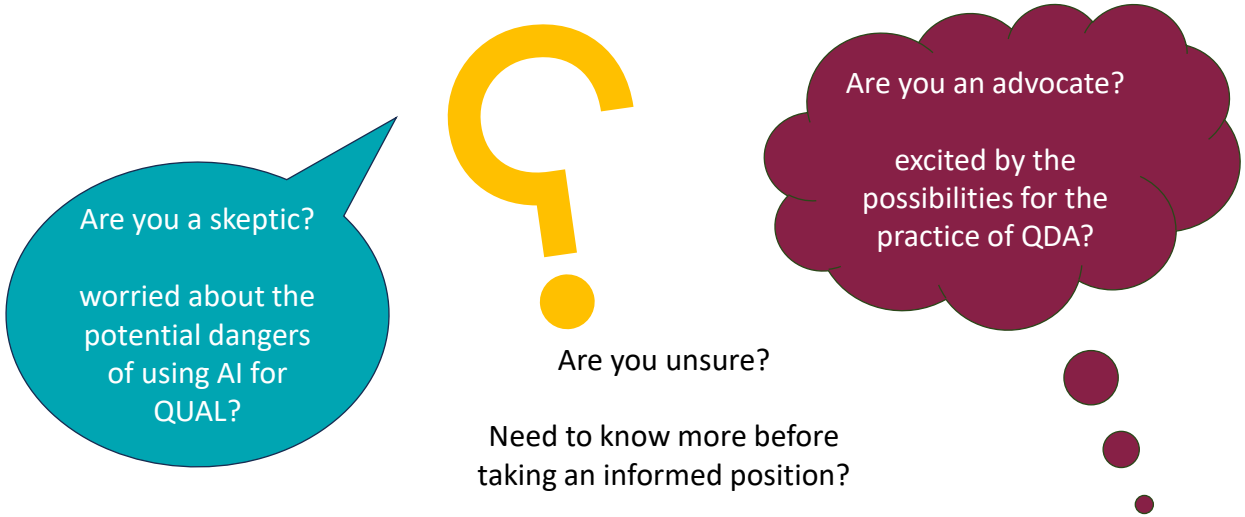 Are you a skeptic?
worried about the
potential dangers
of using AI for
QUAL?
?
Are you unsure?
Need to know more before
taking an informed position?
Are you an advocate?
excited by the
possibilities for the
practice of QDA?